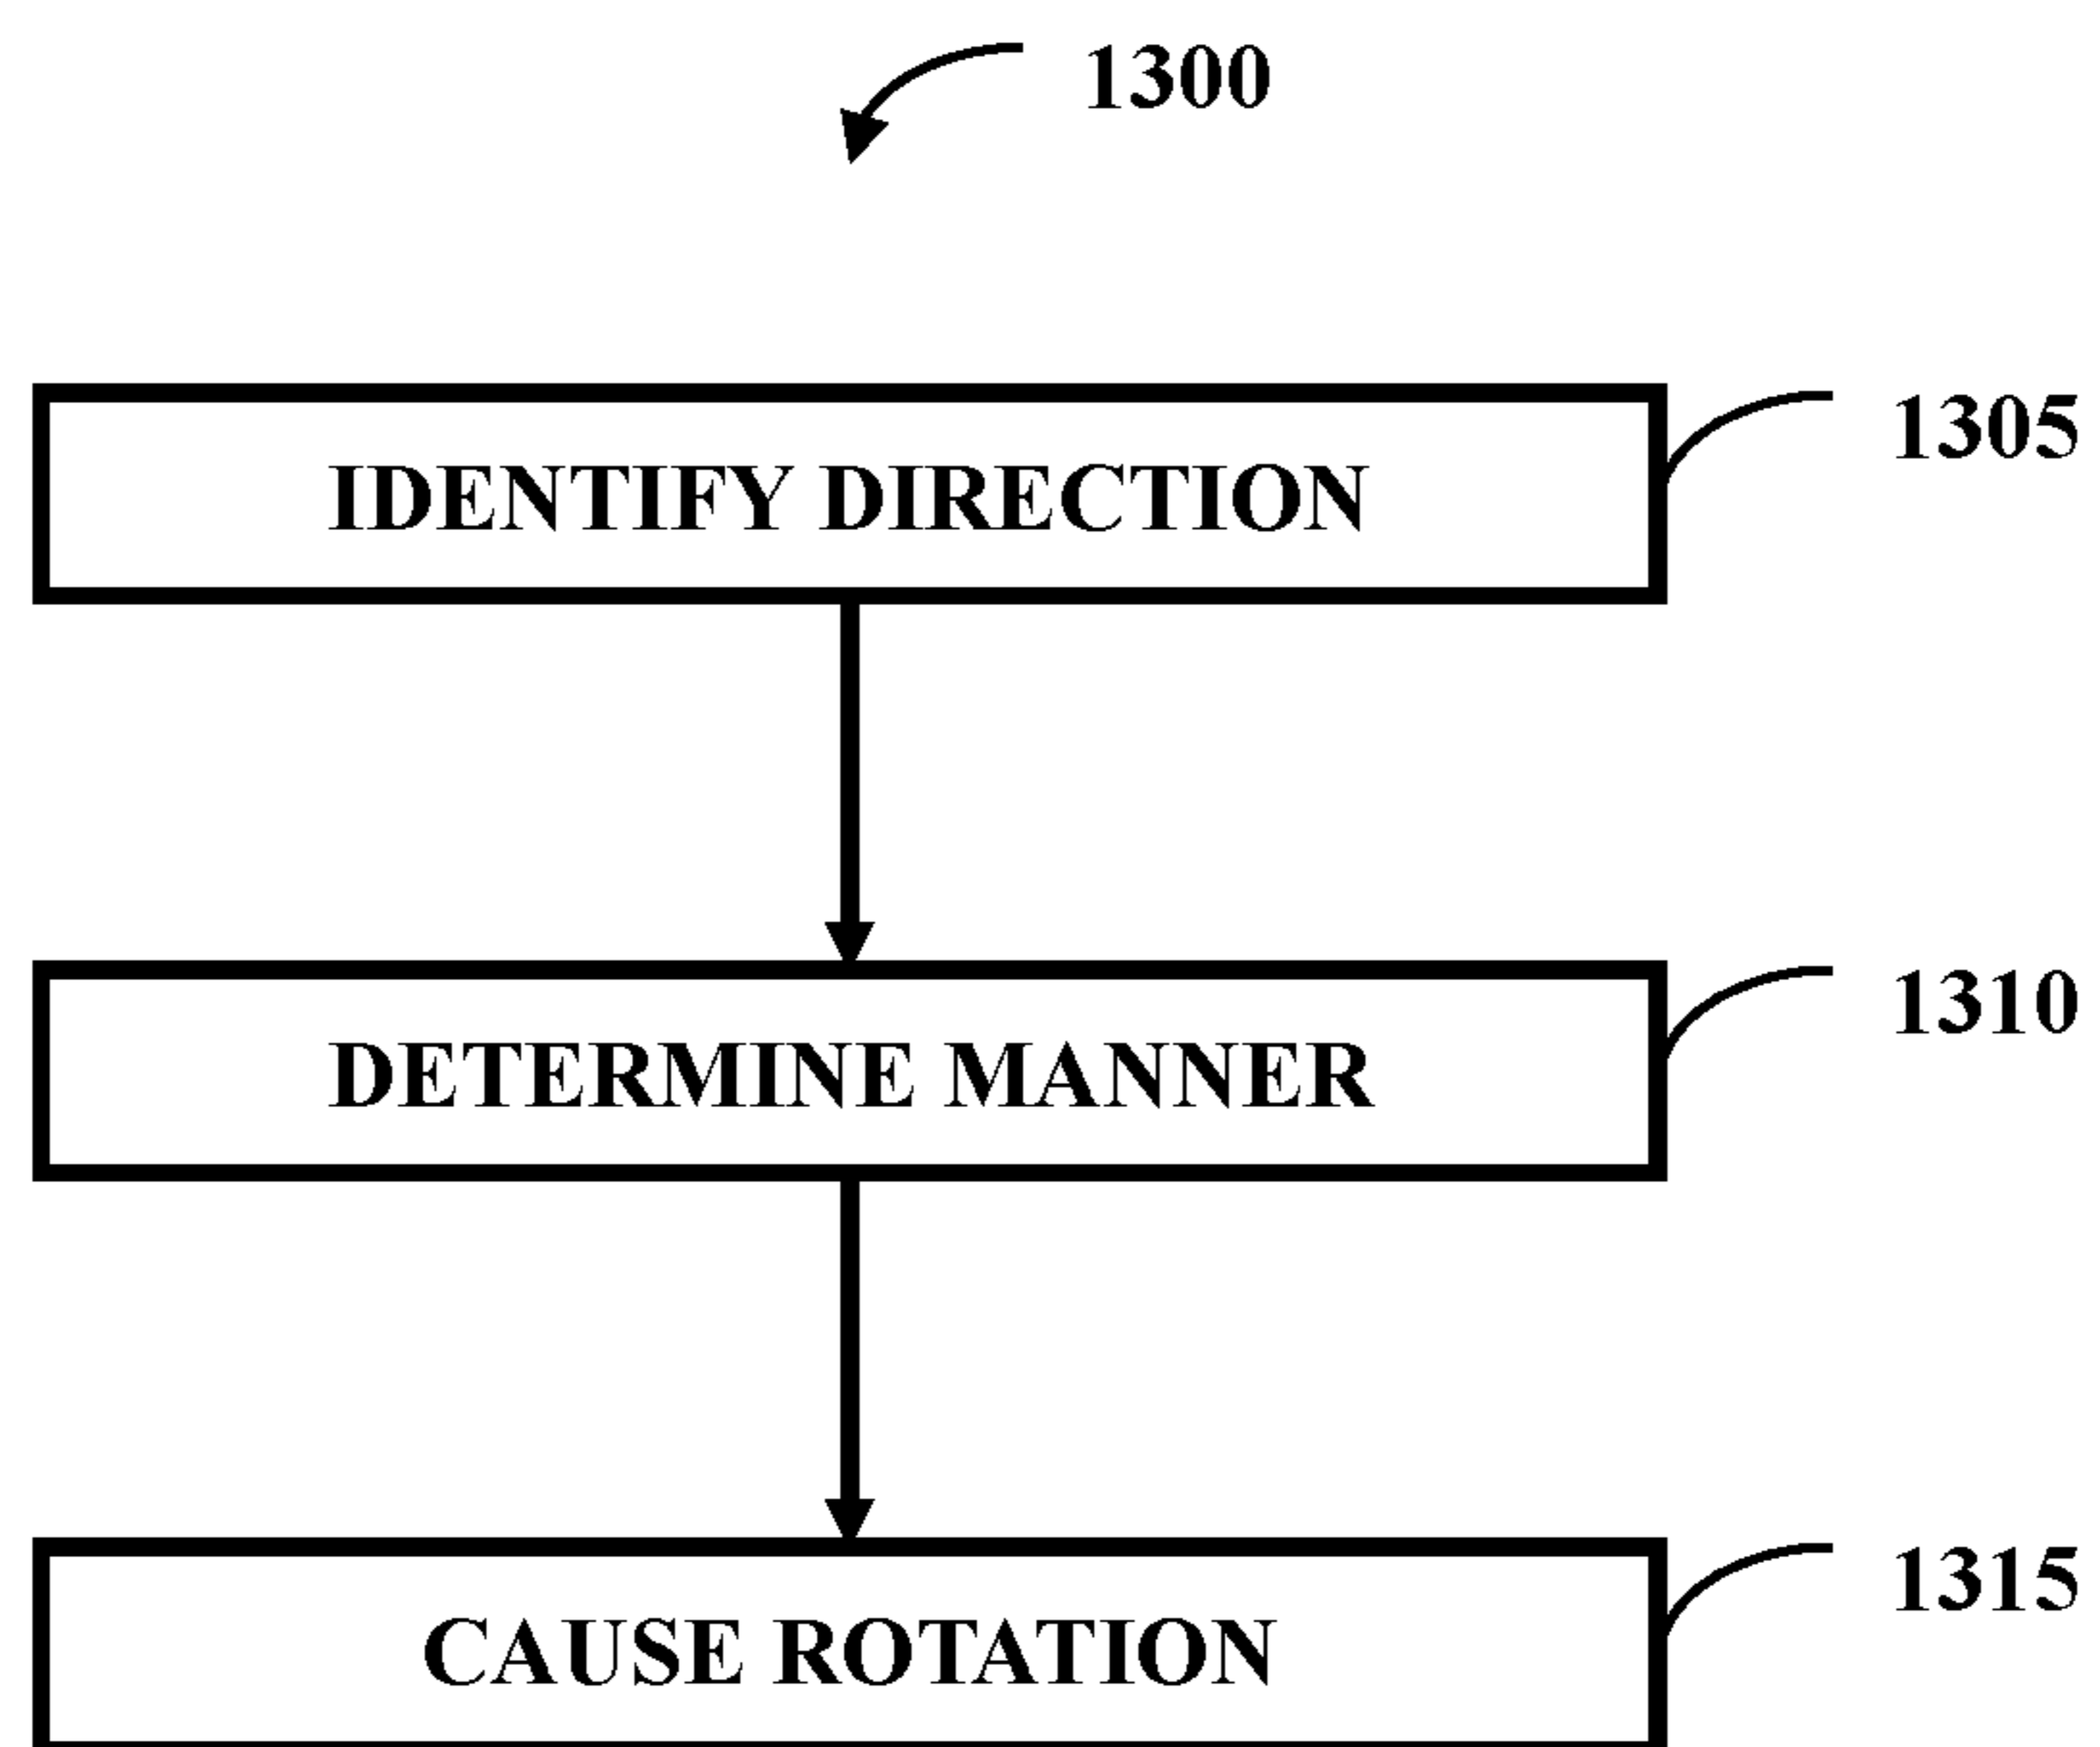 1300
1305
IDENTIFY DIRECTION
1310
DETERMINE MANNER
1315
CAUSE ROTATION